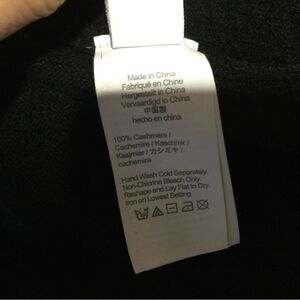 Made in China
Fabriqué en Chine
Hergestellt in China
Vervaardigd in China
中国製
hecho en china
100% Cashmere /
Cachemire / Kaschmir /
Kasjmier / カシミヤ /
cachemira
Hand Wash Cold Separately.
Non-Chlorine Bleach Only.
Reshape and Lay Flat to Dry.
Iron on Lowest Setting.